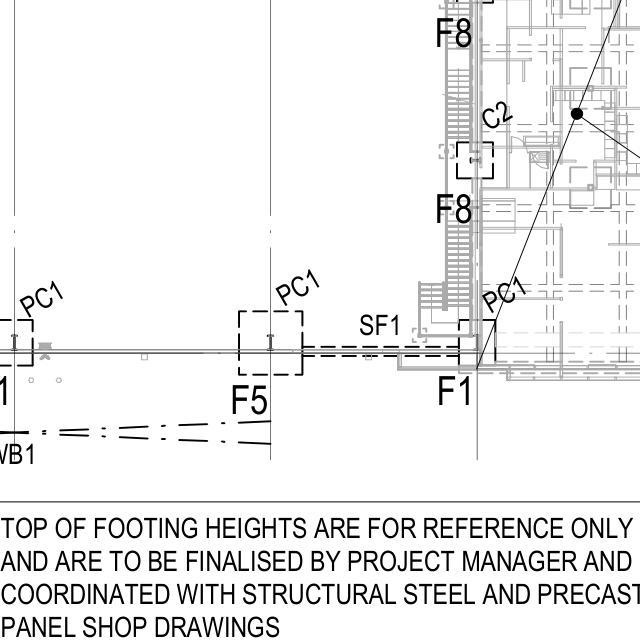 F8
C2
F8
PC1
PC1
PC1
SF1
1
F5
F1
WB1
TOP OF FOOTING HEIGHTS ARE FOR REFERENCE ONLY
AND ARE TO BE FINALISED BY PROJECT MANAGER AND
COORDINATED WITH STRUCTURAL STEEL AND PRECAST
PANEL SHOP DRAWINGS